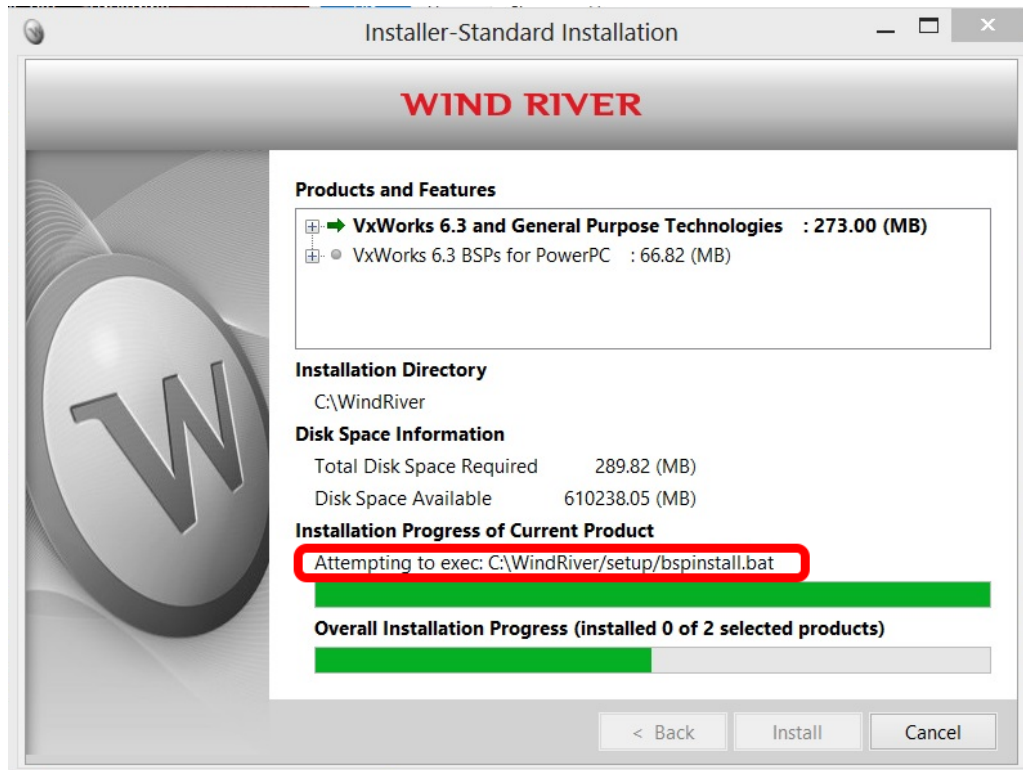 Installer-Standard Installation
WIND RIVER
Products and Features
VxWorks 6.3 and General Purpose Technologies : 273.00 (MB)
VxWorks 6.3 BSPs for PowerPC : 66.82 (MB)
Installation Directory
C:\WindRiver
Disk Space Information
Total Disk Space Required 289.82 (MB)
Disk Space Available 610238.05 (MB)
Installation Progress of Current Product
Attempting to exec: C:\WindRiver/setup/bspinstall.bat
Overall Installation Progress (installed 0 of 2 selected products)
< Back Install Cancel